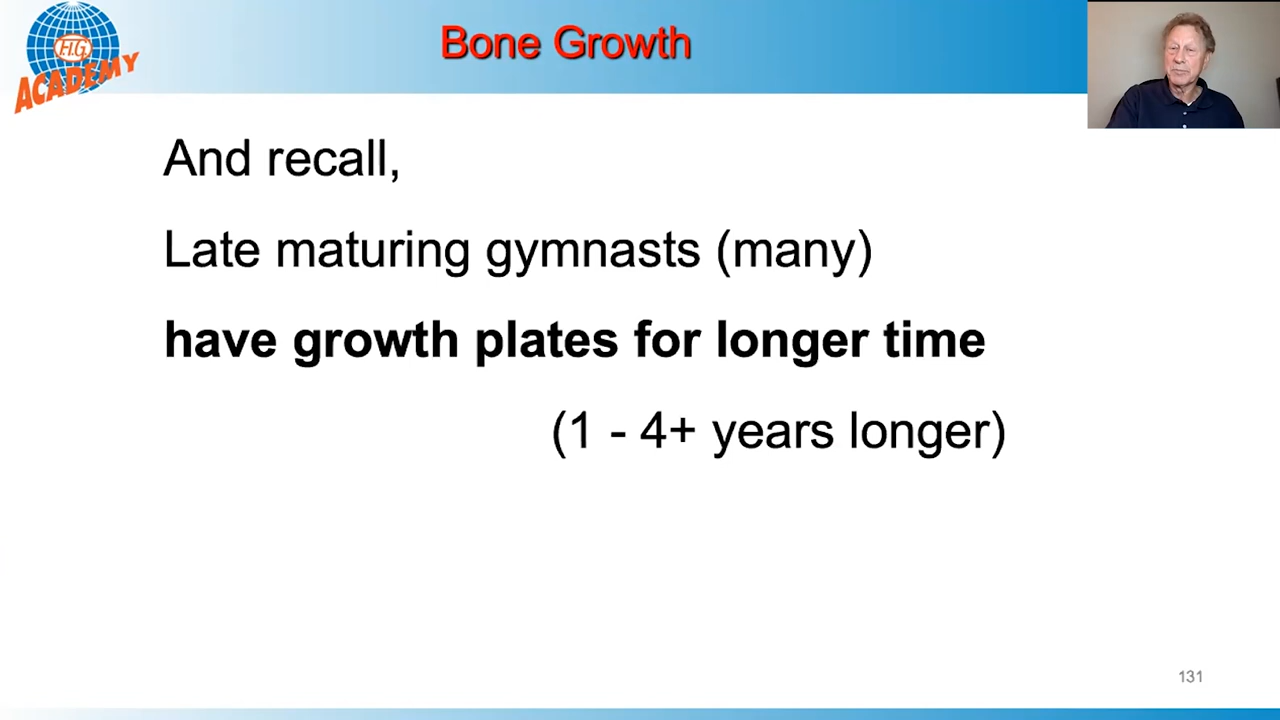 F.I.G.
ACADEMY
Bone Growth
And recall,
Late maturing gymnasts (many)
have growth plates for longer time
(1 - 4+ years longer)
131